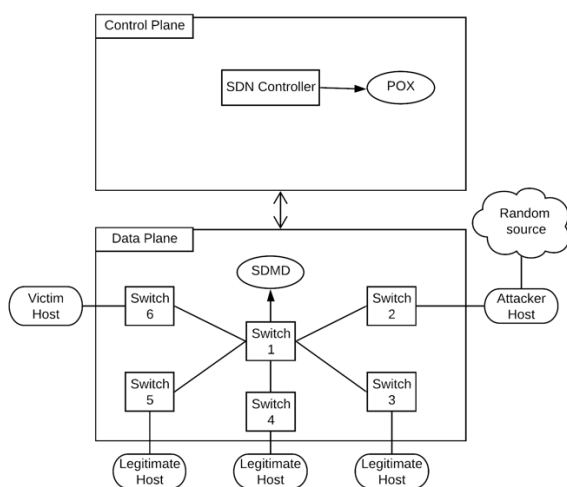 Control Plane
SDN Controller
POX
Random
source
Data Plane
SDMD
Victim
Host
Switch
6
Switch
2
Attacker
Host
Switch
1
Switch
5
Switch
4
Switch
3
Legitimate Host
Legitimate Host
Legitimate Host